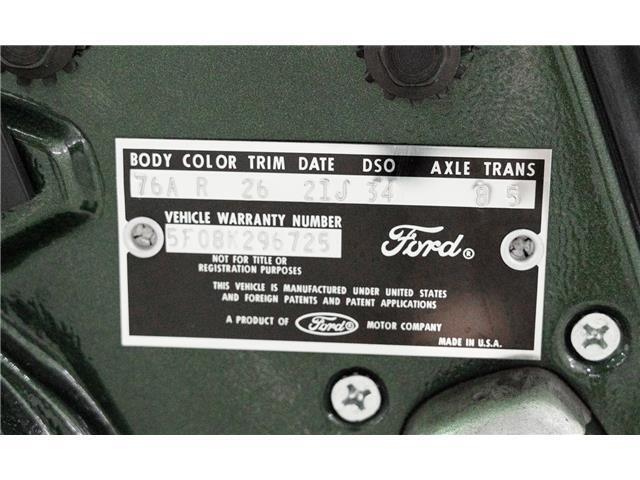 BODY COLOR TRIM DATE DSO AXLE TRANS
76A R 26 21J 34 8 5
VEHICLE WARRANTY NUMBER
5F08K296725
Ford®
NOT FOR TITLE OR
REGISTRATION PURPOSES
THIS VEHICLE IS MANUFACTURED UNDER UNITED STATES
AND FOREIGN PATENTS AND PATENT APPLICATIONS
A PRODUCT OF Ford® MOTOR COMPANY
MADE IN U.S.A.